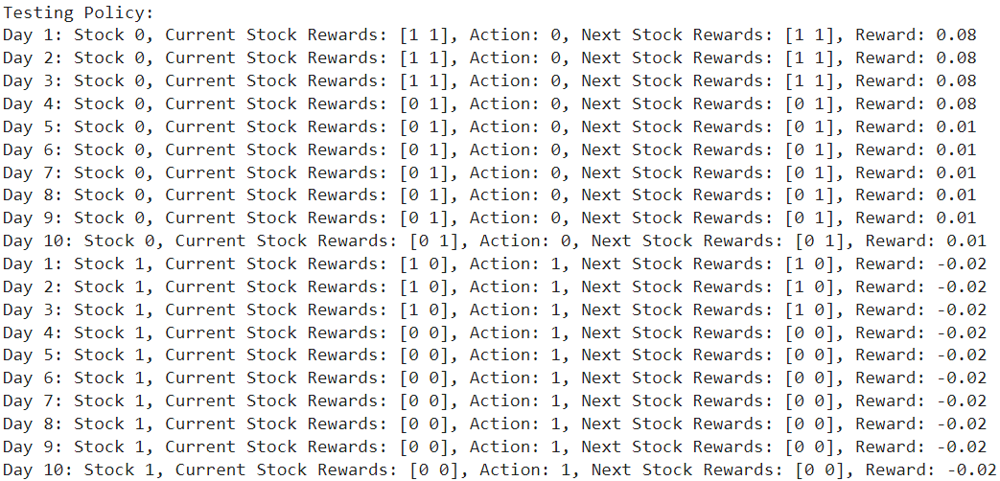 Testing Policy:
Day 1: Stock 0, Current Stock Rewards: [1 1], Action: 0, Next Stock Rewards: [1 1], Reward: 0.08
Day 2: Stock 0, Current Stock Rewards: [1 1], Action: 0, Next Stock Rewards: [1 1], Reward: 0.08
Day 3: Stock 0, Current Stock Rewards: [1 1], Action: 0, Next Stock Rewards: [1 1], Reward: 0.08
Day 4: Stock 0, Current Stock Rewards: [0 1], Action: 0, Next Stock Rewards: [0 1], Reward: 0.08
Day 5: Stock 0, Current Stock Rewards: [0 1], Action: 0, Next Stock Rewards: [0 1], Reward: 0.01
Day 6: Stock 0, Current Stock Rewards: [0 1], Action: 0, Next Stock Rewards: [0 1], Reward: 0.01
Day 7: Stock 0, Current Stock Rewards: [0 1], Action: 0, Next Stock Rewards: [0 1], Reward: 0.01
Day 8: Stock 0, Current Stock Rewards: [0 1], Action: 0, Next Stock Rewards: [0 1], Reward: 0.01
Day 9: Stock 0, Current Stock Rewards: [0 1], Action: 0, Next Stock Rewards: [0 1], Reward: 0.01
Day 10: Stock 0, Current Stock Rewards: [0 1], Action: 0, Next Stock Rewards: [0 1], Reward: 0.01
Day 1: Stock 1, Current Stock Rewards: [1 0], Action: 1, Next Stock Rewards: [1 0], Reward: -0.02
Day 2: Stock 1, Current Stock Rewards: [1 0], Action: 1, Next Stock Rewards: [1 0], Reward: -0.02
Day 3: Stock 1, Current Stock Rewards: [1 0], Action: 1, Next Stock Rewards: [1 0], Reward: -0.02
Day 4: Stock 1, Current Stock Rewards: [0 0], Action: 1, Next Stock Rewards: [0 0], Reward: -0.02
Day 5: Stock 1, Current Stock Rewards: [0 0], Action: 1, Next Stock Rewards: [0 0], Reward: -0.02
Day 6: Stock 1, Current Stock Rewards: [0 0], Action: 1, Next Stock Rewards: [0 0], Reward: -0.02
Day 7: Stock 1, Current Stock Rewards: [0 0], Action: 1, Next Stock Rewards: [0 0], Reward: -0.02
Day 8: Stock 1, Current Stock Rewards: [0 0], Action: 1, Next Stock Rewards: [0 0], Reward: -0.02
Day 9: Stock 1, Current Stock Rewards: [0 0], Action: 1, Next Stock Rewards: [0 0], Reward: -0.02
Day 10: Stock 1, Current Stock Rewards: [0 0], Action: 1, Next Stock Rewards: [0 0], Reward: -0.02